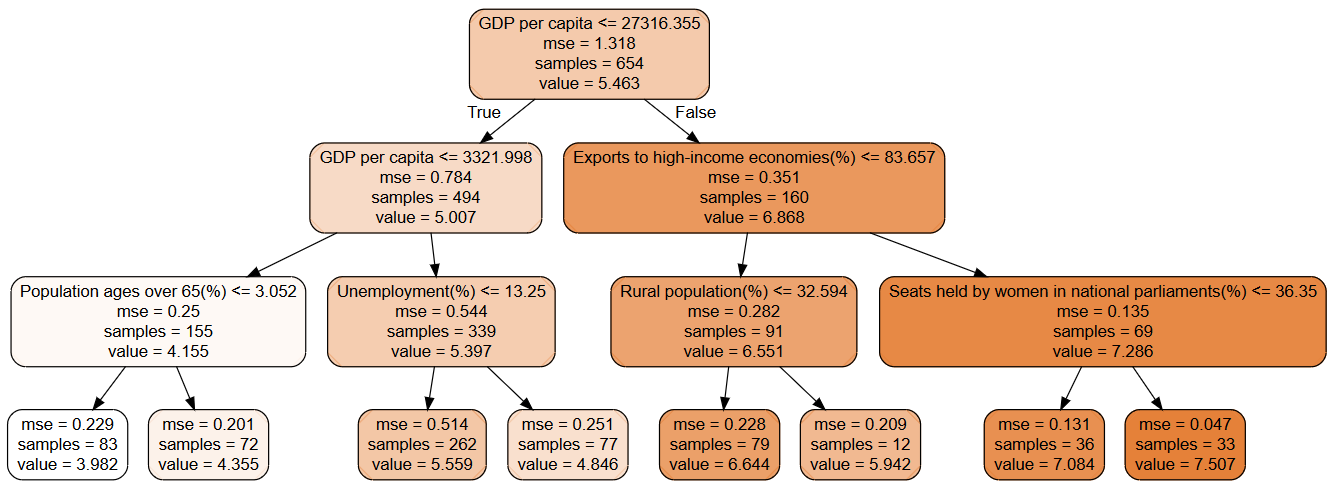 GDP per capita <= 27316.355
mse = 1.318
samples = 654
value = 5.463
True
False
GDP per capita <= 3321.998
mse = 0.784
samples = 494
value = 5.007
Exports to high-income economies(%) <= 83.657
mse = 0.351
samples = 160
value = 6.868
Population ages over 65(%) <= 3.052
mse = 0.25
samples = 155
value = 4.155
Unemployment(%) <= 13.25
mse = 0.544
samples = 339
value = 5.397
Rural population(%) <= 32.594
mse = 0.282
samples = 91
value = 6.551
Seats held by women in national parliaments(%) <= 36.35
mse = 0.135
samples = 69
value = 7.286
mse = 0.229
samples = 83
value = 3.982
mse = 0.201
samples = 72
value = 4.355
mse = 0.514
samples = 262
value = 5.559
mse = 0.251
samples = 77
value = 4.846
mse = 0.228
samples = 79
value = 6.644
mse = 0.209
samples = 12
value = 5.942
mse = 0.131
samples = 36
value = 7.084
mse = 0.047
samples = 33
value = 7.507